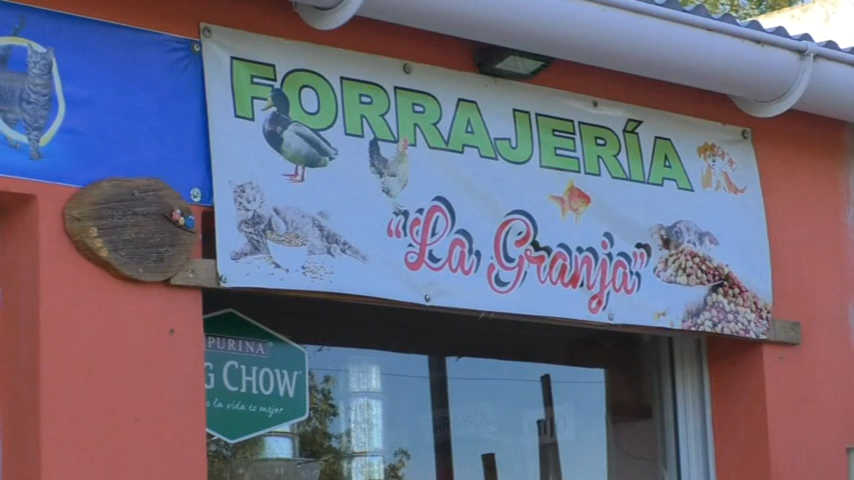 FORRAJERÍA
"La Granja"
PURINA
G CHOW
la vida es mejor